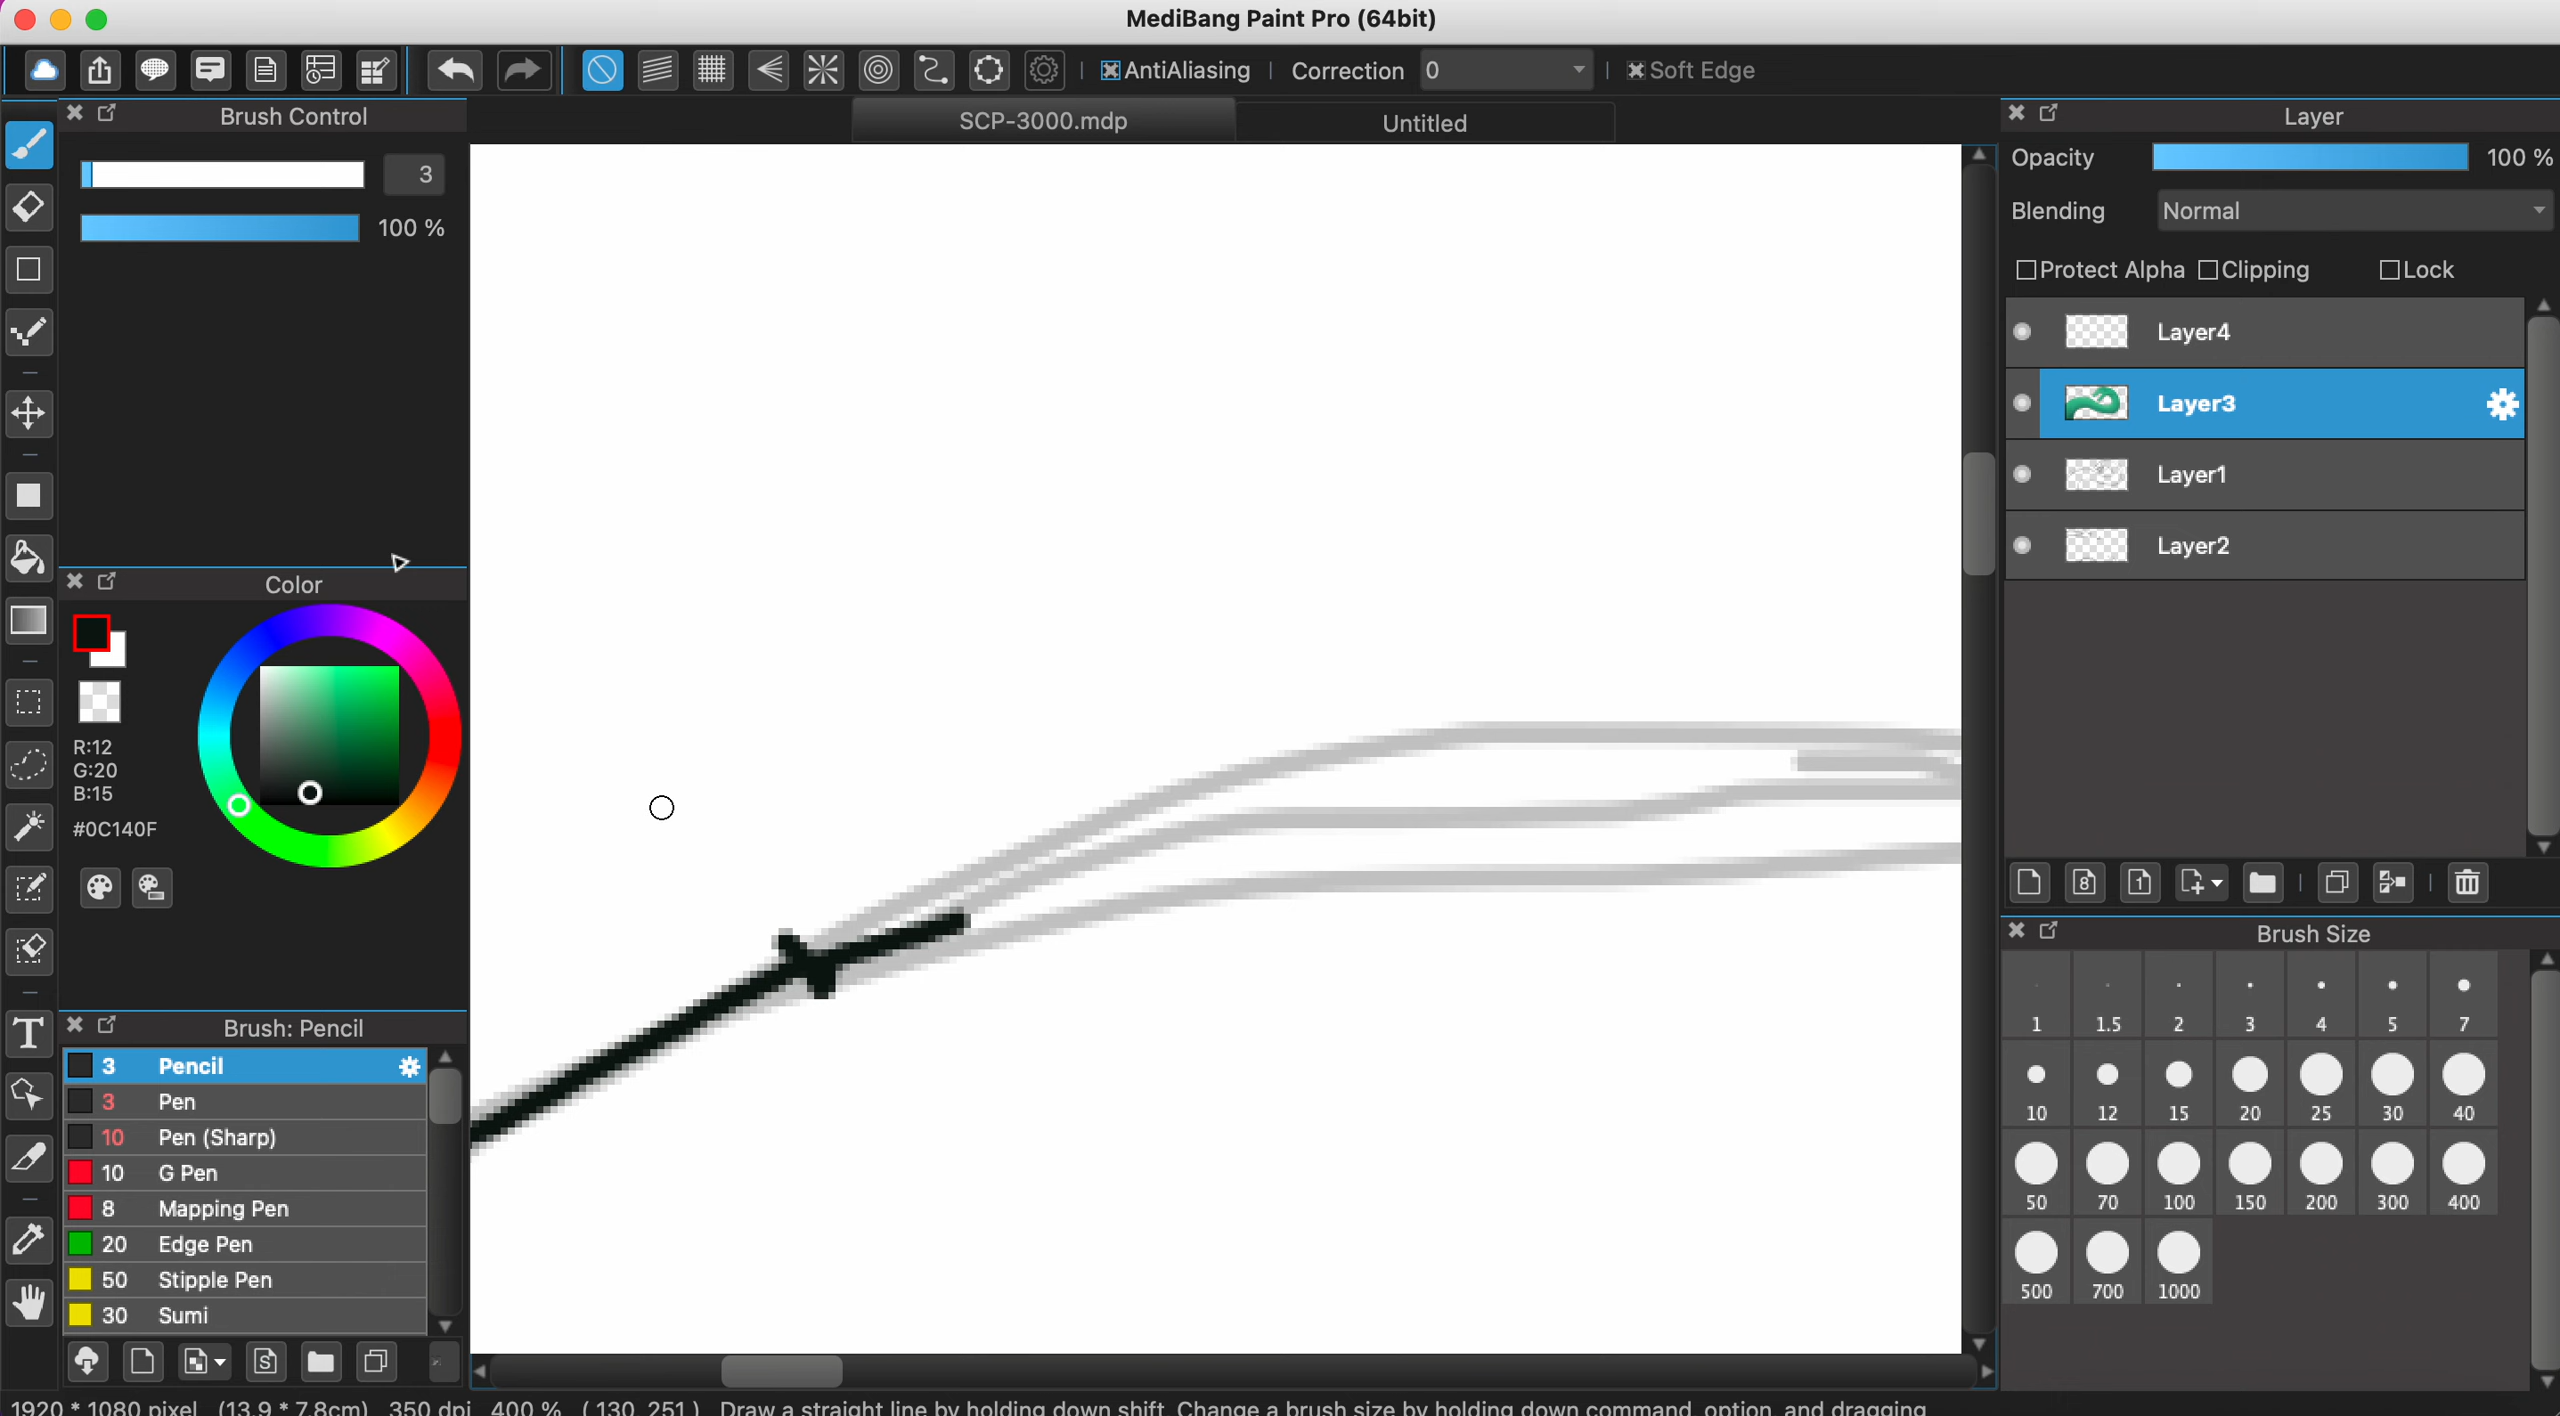 MediBang Paint Pro (64bit)
AntiAliasing
Correction 0
Soft Edge
Brush Control
SCP-3000.mdp
Untitled
Layer
3
100 %
Opacity 100 %
Blending Normal
Protect Alpha Clipping Lock
Layer4
Layer3
Layer1
Layer2
Color
R:12
G:20
B:15
#0C140F
8 1
Brush Size
1 1.5 2 3 4 5 7
10 12 15 20 25 30 40
50 70 100 150 200 300 400
500 700 1000
T
Brush: Pencil
3 Pencil
3 Pen
10 Pen (Sharp)
10 G Pen
8 Mapping Pen
20 Edge Pen
50 Stipple Pen
30 Sumi
S
1920 * 1080 pixel (13.9 * 7.8cm) 350 dpi 400 % ( 130, 251 ) Draw a straight line by holding down shift, Change a brush size by holding down command, option, and dragging